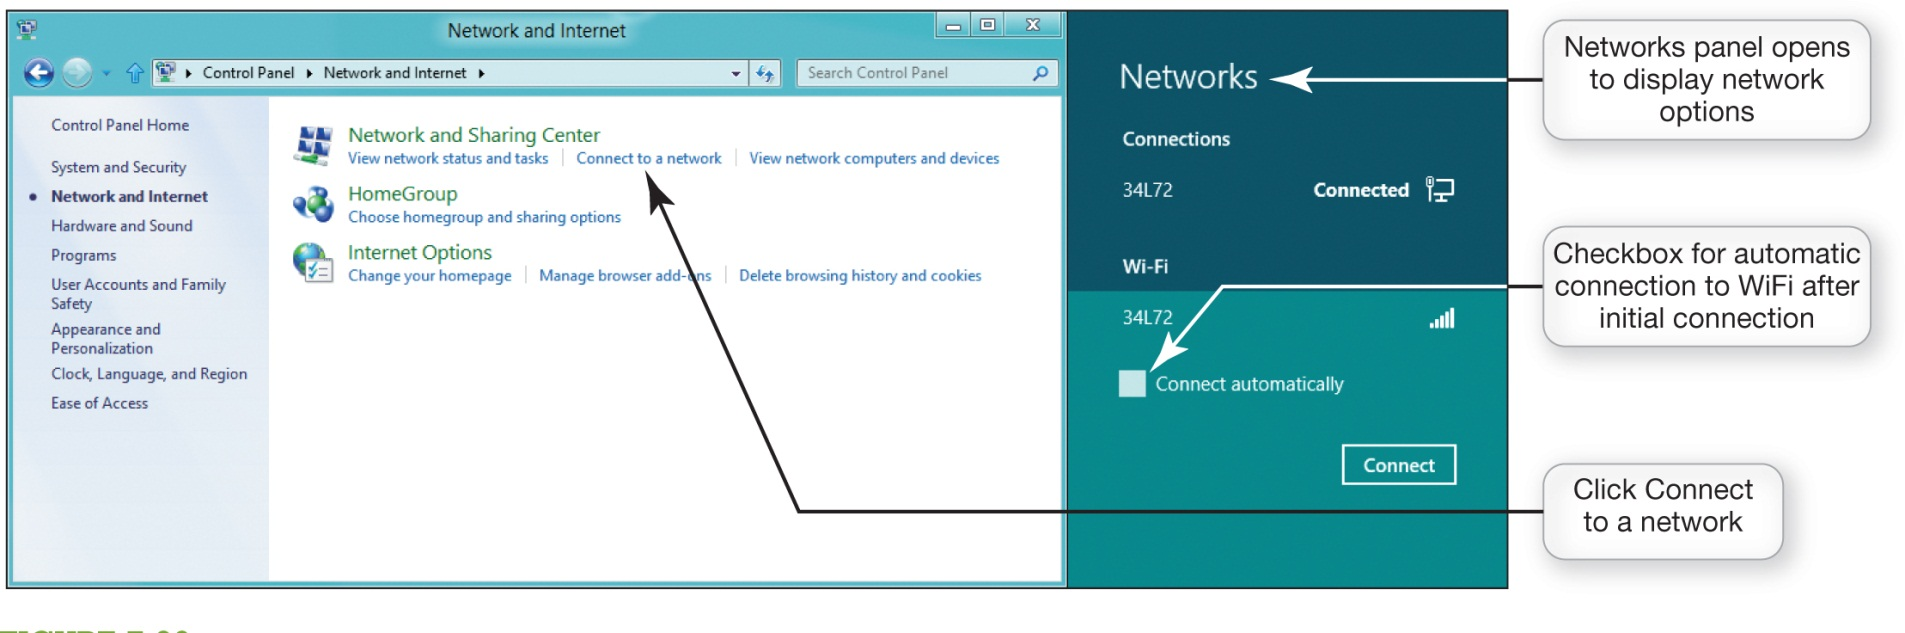 Network and Internet
Control Panel Network and Internet
Search Control Panel
Control Panel Home
System and Security
Network and Internet
Hardware and Sound
Programs
User Accounts and Family
Safety
Appearance and
Personalization
Clock, Language, and Region
Ease of Access
Network and Sharing Center
View network status and tasks Connect to a network View network computers and devices
HomeGroup
Choose homegroup and sharing options
Internet Options
Change your homepage Manage browser add-ons Delete browsing history and cookies
Networks
Connections
34L72 Connected
Wi-Fi
34L72
Connect automatically
Connect
Networks panel opens
to display network
options
Checkbox for automatic
connection to WiFi after
initial connection
Click Connect
to a network